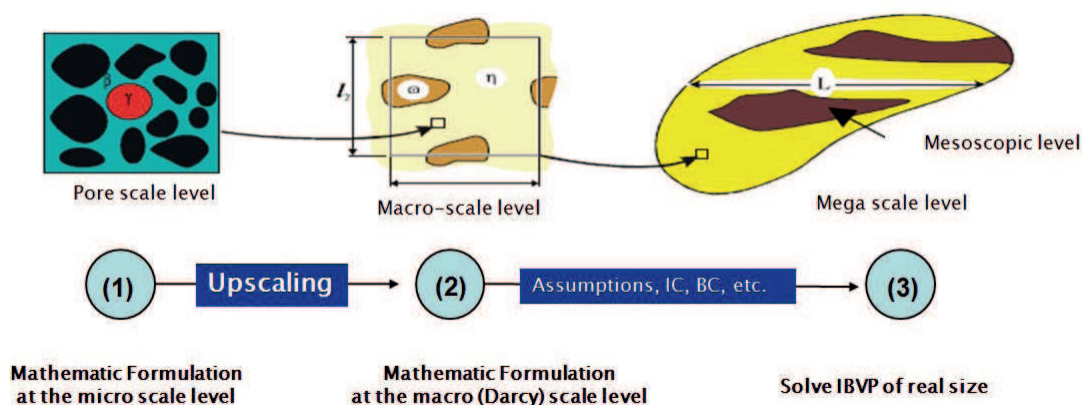 β
γ
l₂
ω
η
L
Mesoscopic level
Pore scale level
Macro-scale level
Mega scale level
(1)
Upscaling
(2)
Assumptions, IC, BC, etc.
(3)
Mathematic Formulation
at the micro scale level
Mathematic Formulation
at the macro (Darcy) scale level
Solve IBVP of real size